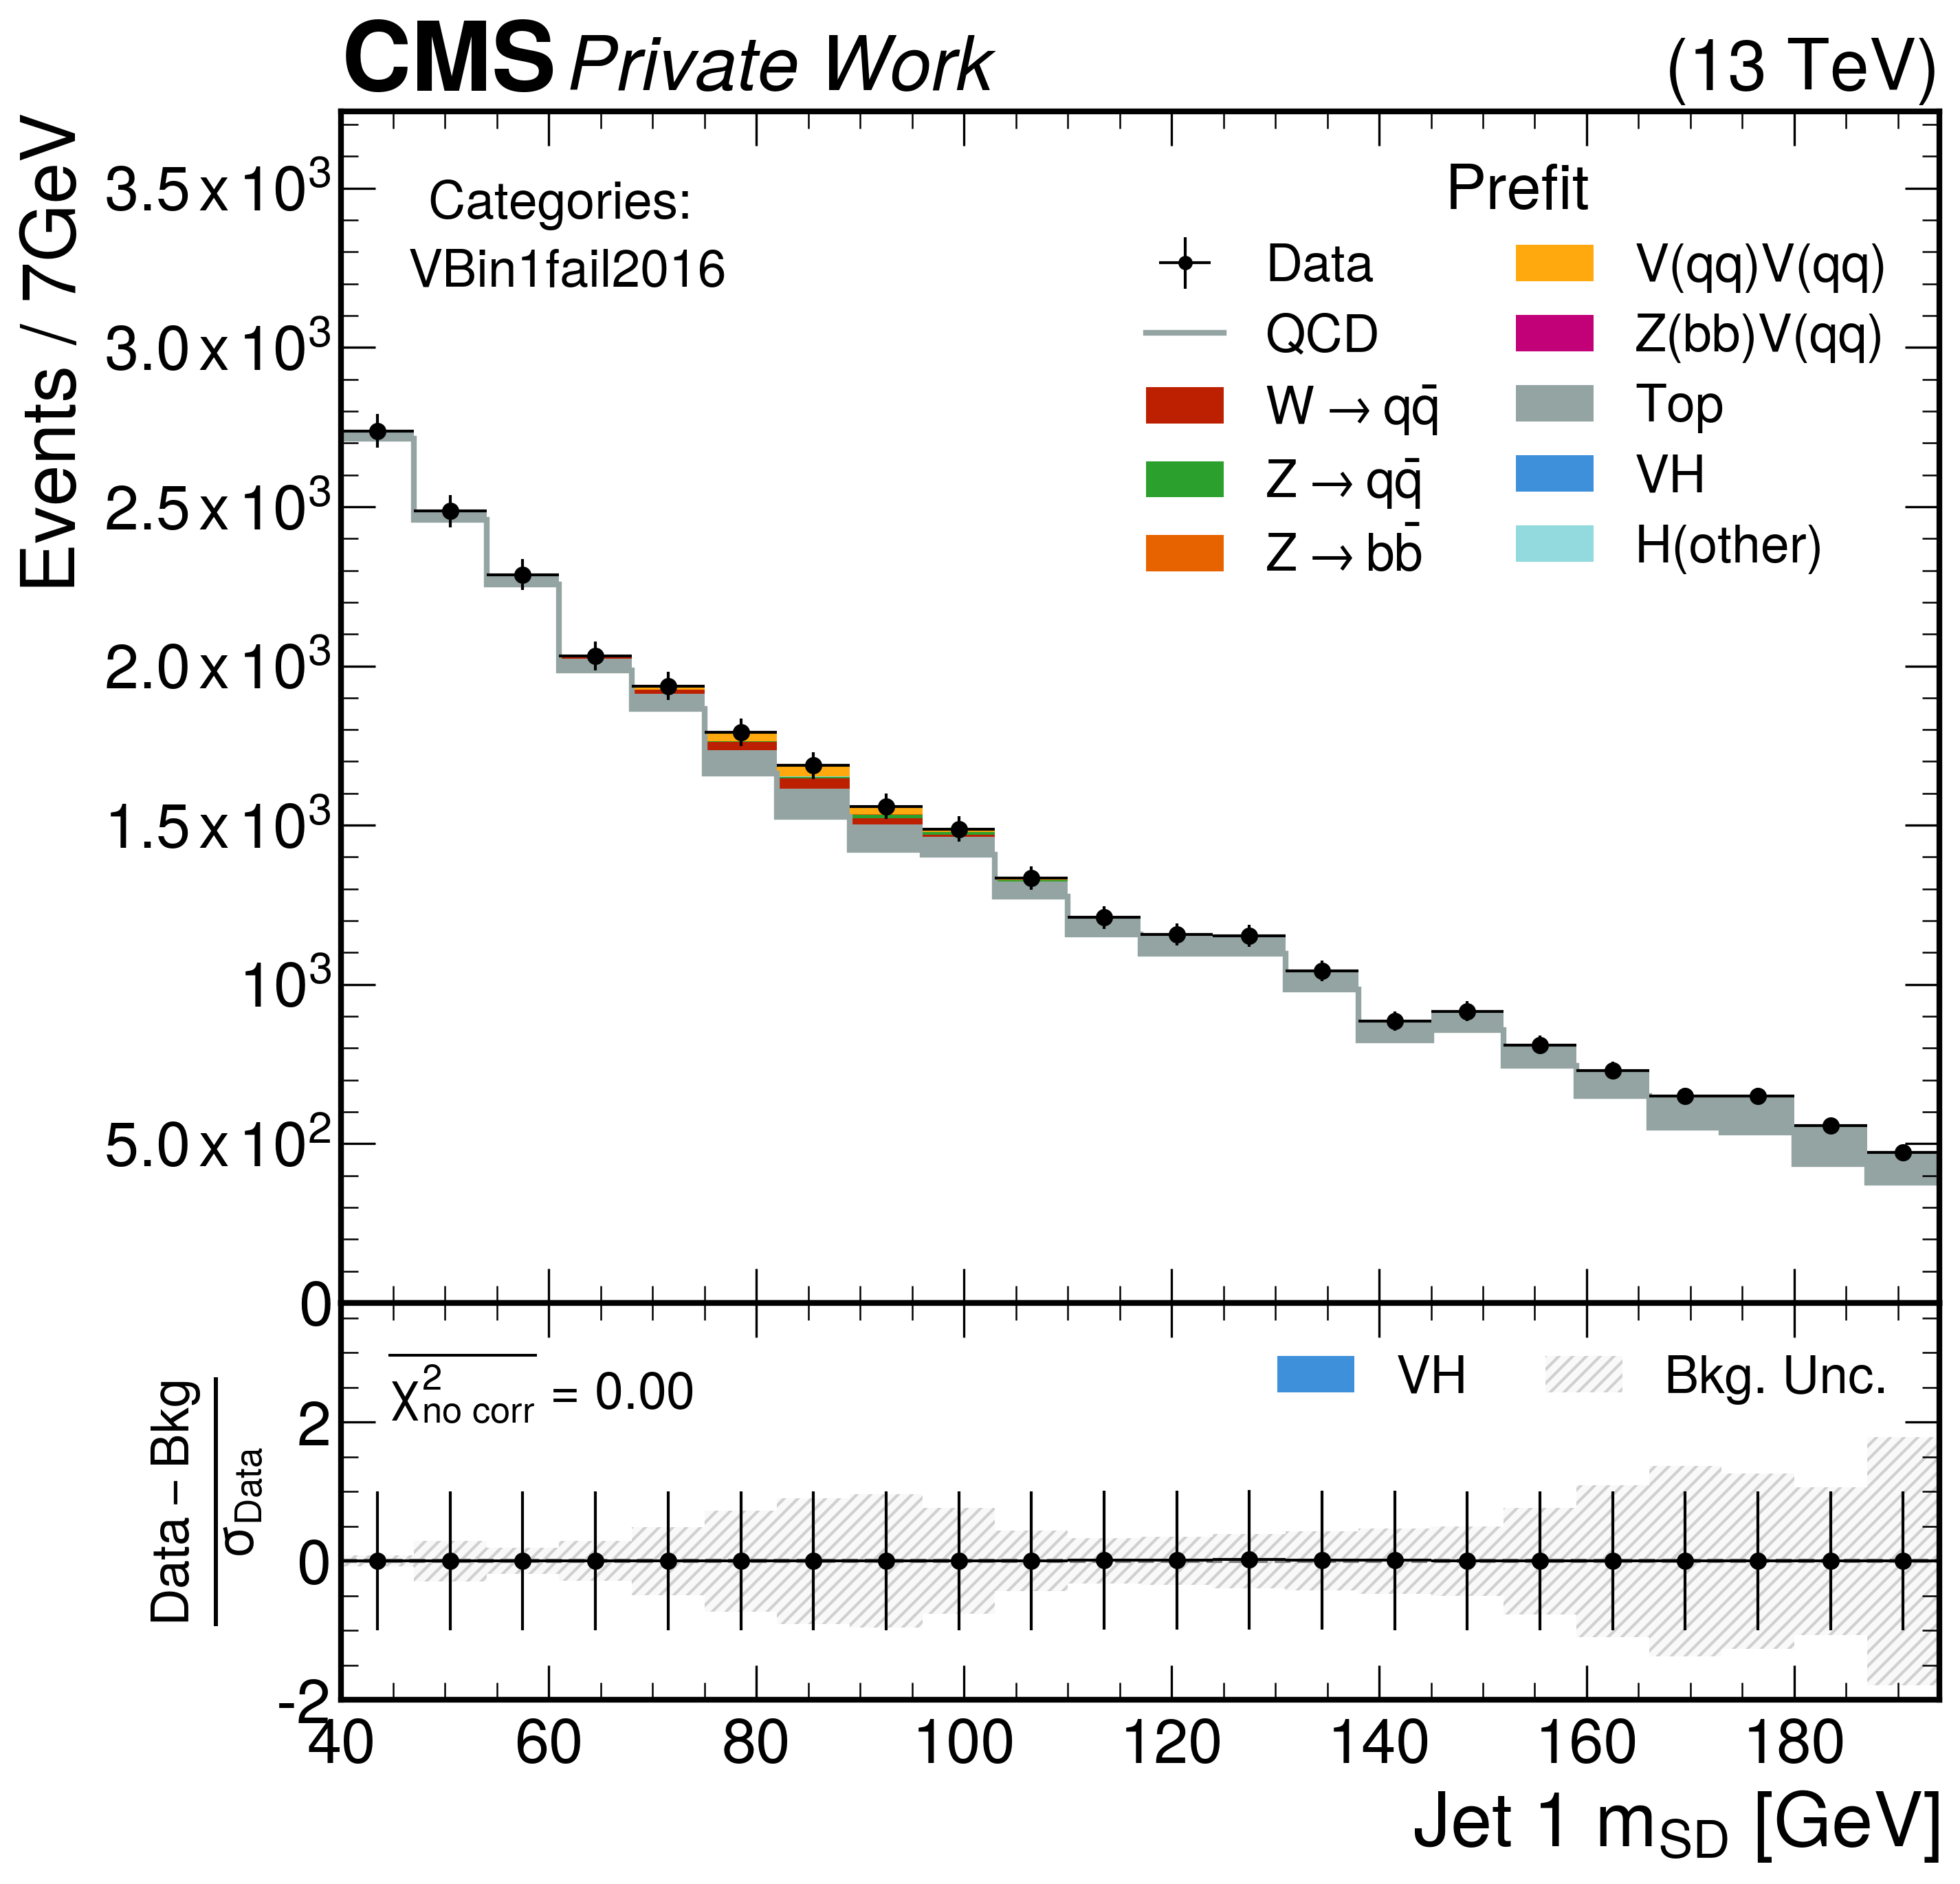 CMS Private Work (13 TeV)
Events / 7GeV
3.5 x 10³
3.0 x 10³
2.5 x 10³
2.0 x 10³
1.5 x 10³
10³
5.0 x 10²
0
Categories:
VBin1fail2016
Prefit
Data
QCD
W → qq̄
Z → qq̄
Z → bb̄
V(qq)V(qq)
Z(bb)V(qq)
Top
VH
H(other)
Data – Bkg
σ_Data
2
0
-2
χ²_no corr = 0.00
VH
Bkg. Unc.
40 60 80 100 120 140 160 180
Jet 1 m_SD [GeV]